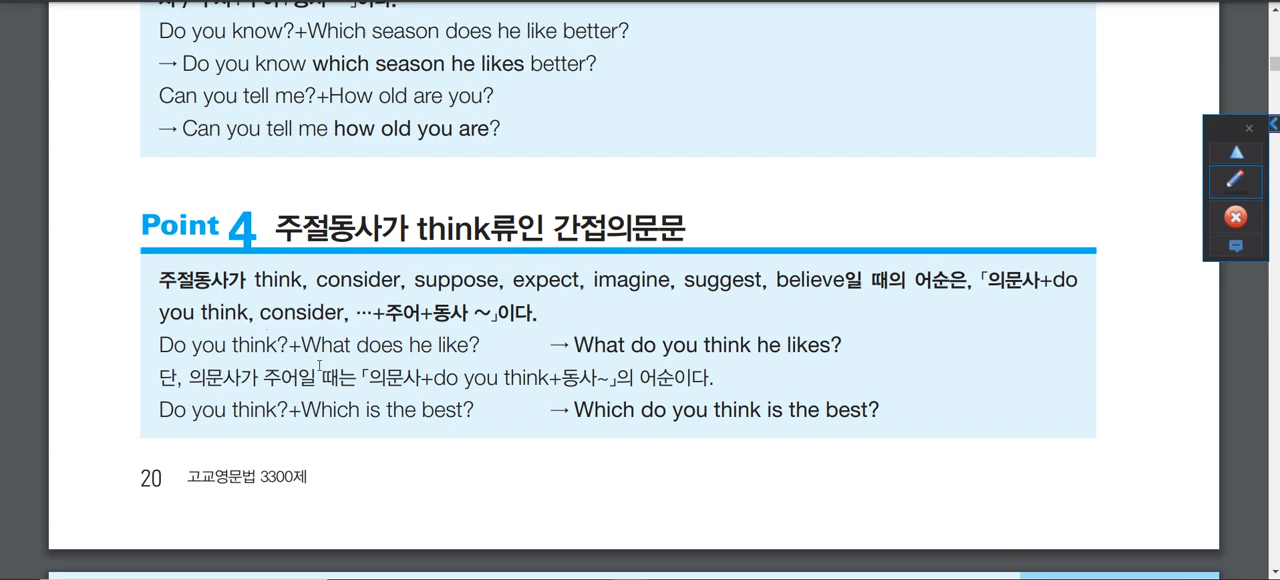 Do you know?+Which season does he like better?
→ Do you know which season he likes better?
Can you tell me?+How old are you?
→ Can you tell me how old you are?
Point 4 주절동사가 think류인 간접의문문
주절동사가 think, consider, suppose, expect, imagine, suggest, believe일 때의 어순은, 「의문사+do
you think, consider, …+주어+동사 ~」이다.
Do you think?+What does he like? → What do you think he likes?
단, 의문사가 주어일 때는 「의문사+do you think+동사~」의 어순이다.
Do you think?+Which is the best? → Which do you think is the best?
20 고교영문법 3300제